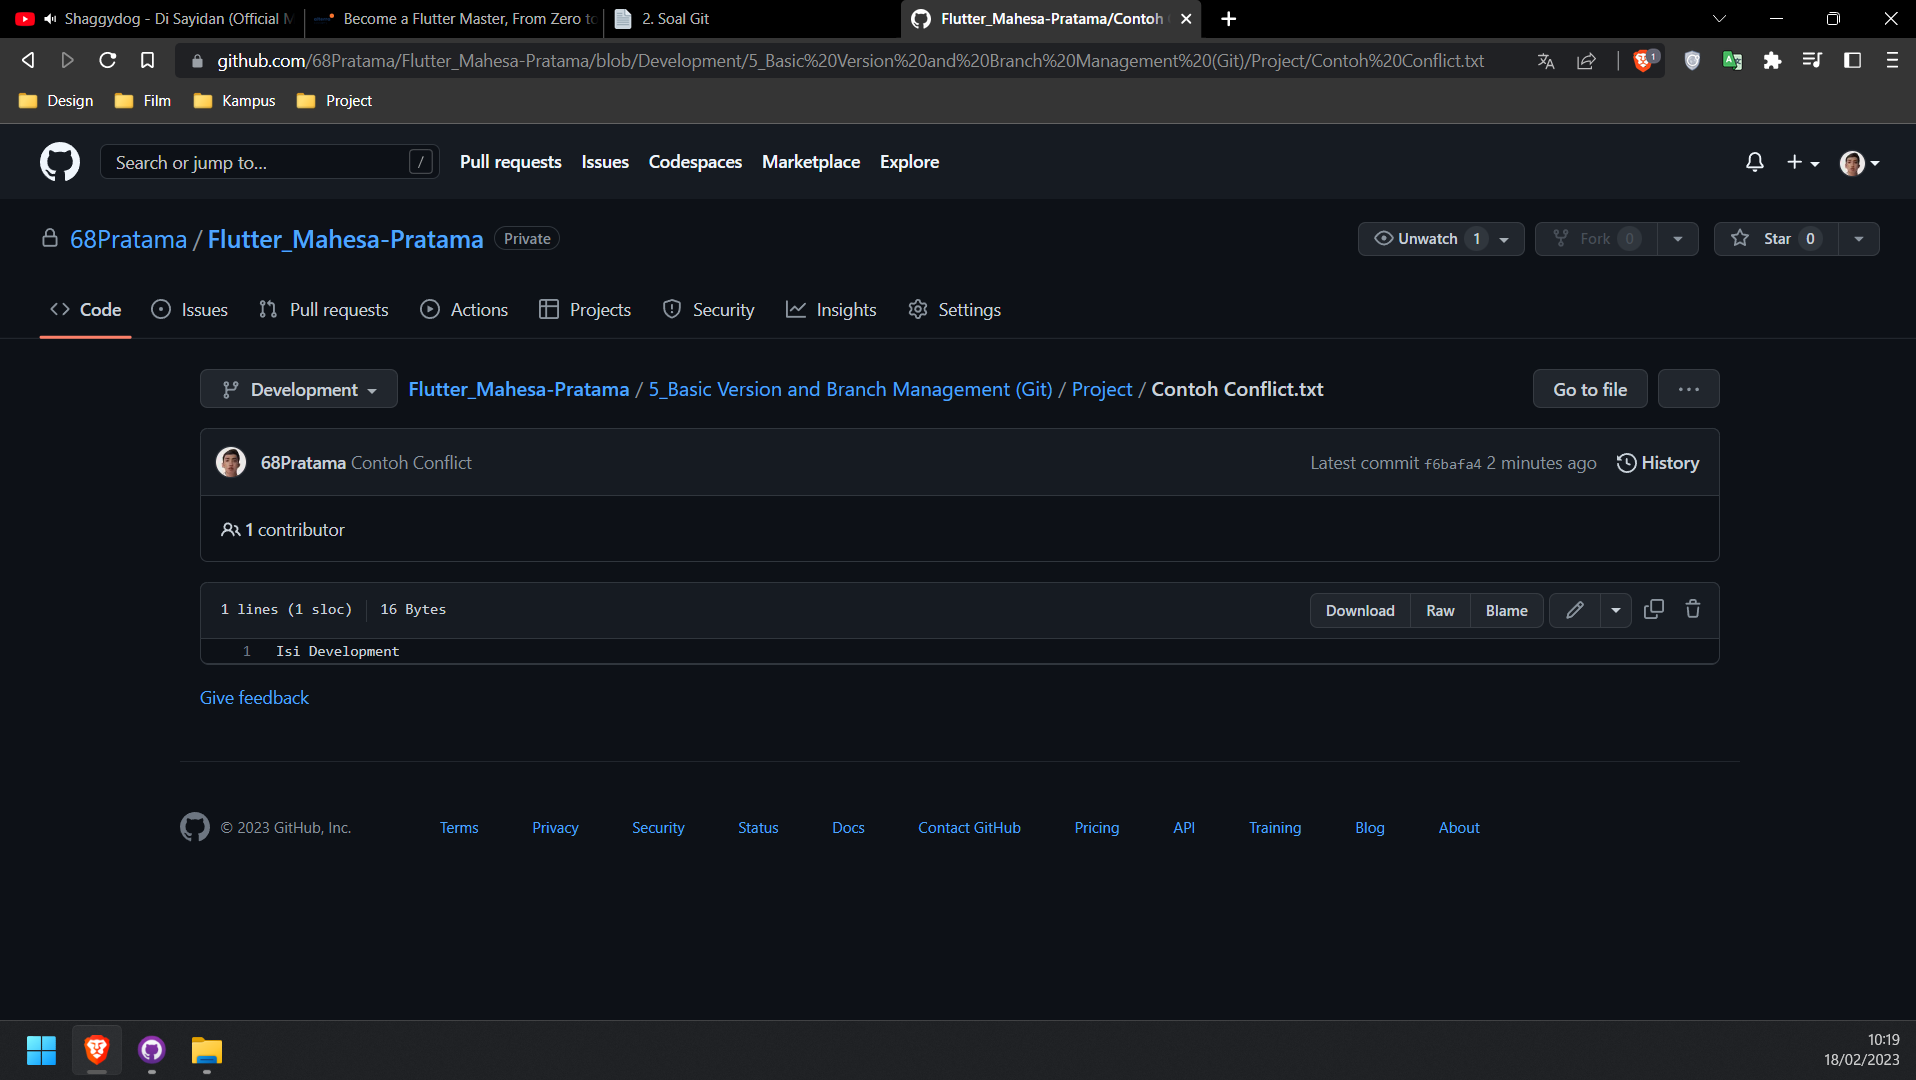 Shaggydog - Di Sayidan (Official M
Become a Flutter Master, From Zero to
2. Soal Git
Flutter_Mahesa-Pratama/Contoh
github.com/68Pratama/Flutter_Mahesa-Pratama/blob/Development/5_Basic%20Version%20and%20Branch%20Management%20(Git)/Project/Contoh%20Conflict.txt
1
Design
Film
Kampus
Project
Search or jump to...
/
Pull requests
Issues
Codespaces
Marketplace
Explore
68Pratama / Flutter_Mahesa-Pratama
Private
Unwatch 1
Fork 0
Star 0
Code
Issues
Pull requests
Actions
Projects
Security
Insights
Settings
Development
Flutter_Mahesa-Pratama / 5_Basic Version and Branch Management (Git) / Project / Contoh Conflict.txt
Go to file
68Pratama Contoh Conflict
Latest commit f6bafa4 2 minutes ago
History
1 contributor
1 lines (1 sloc)
16 Bytes
Download
Raw
Blame
1 Isi Development
Give feedback
© 2023 GitHub, Inc.
Terms
Privacy
Security
Status
Docs
Contact GitHub
Pricing
API
Training
Blog
About
10:19
18/02/2023